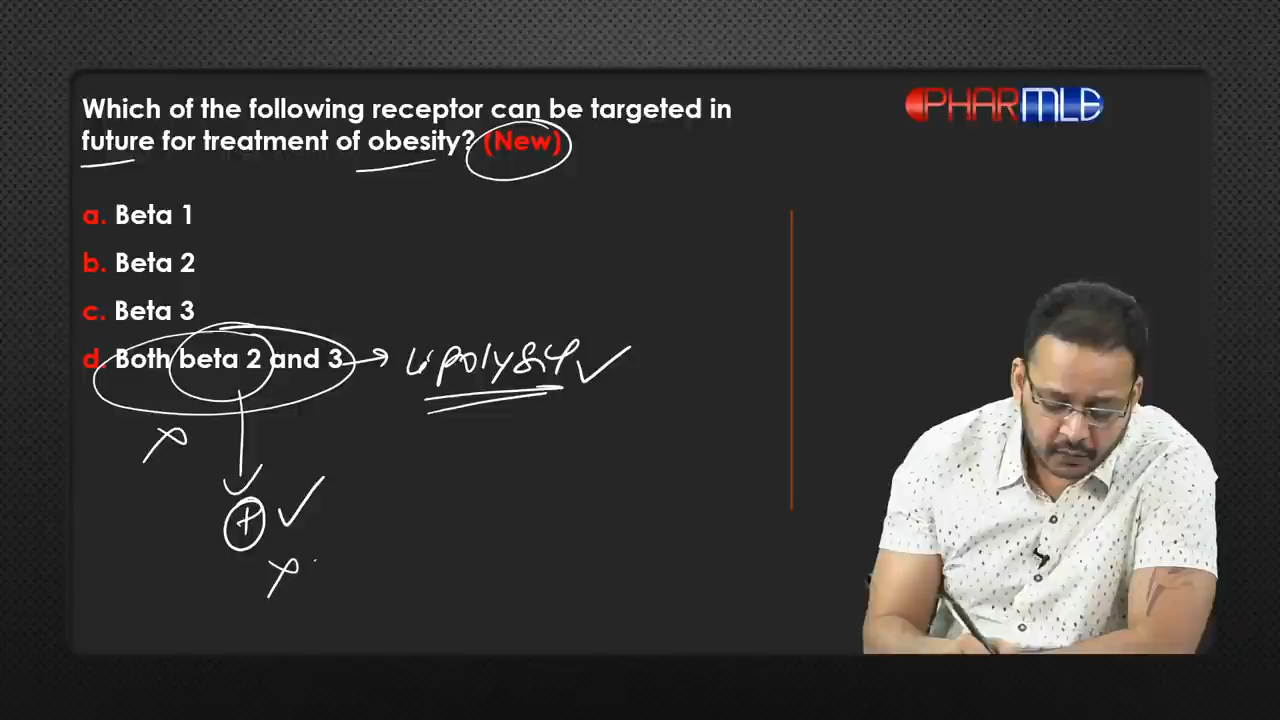 PHARMLE
Which of the following receptor can be targeted in
future for treatment of obesity? (New)
a. Beta 1
b. Beta 2
c. Beta 3
d. Both beta 2 and 3 → Lipolysis ✓
+ ✓